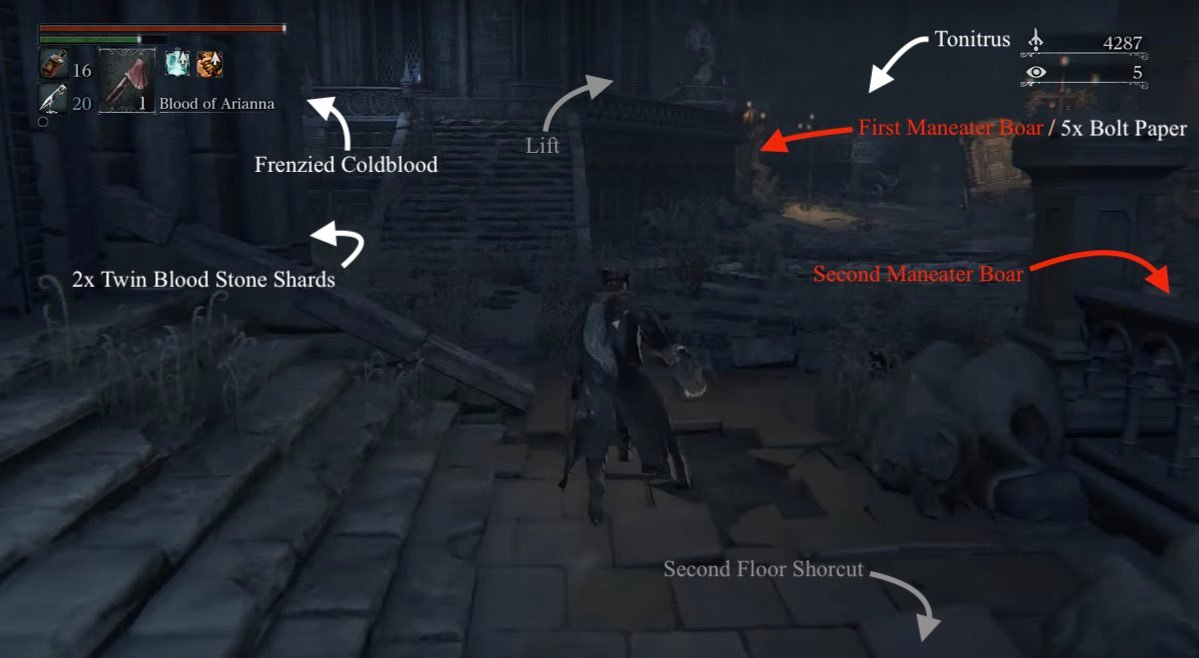 Tonitrus
4287
16
5
20
1
Blood of Arianna
First Maneater Boar / 5x Bolt Paper
Lift
Frenzied Coldblood
Second Maneater Boar
2x Twin Blood Stone Shards
Second Floor Shorcut